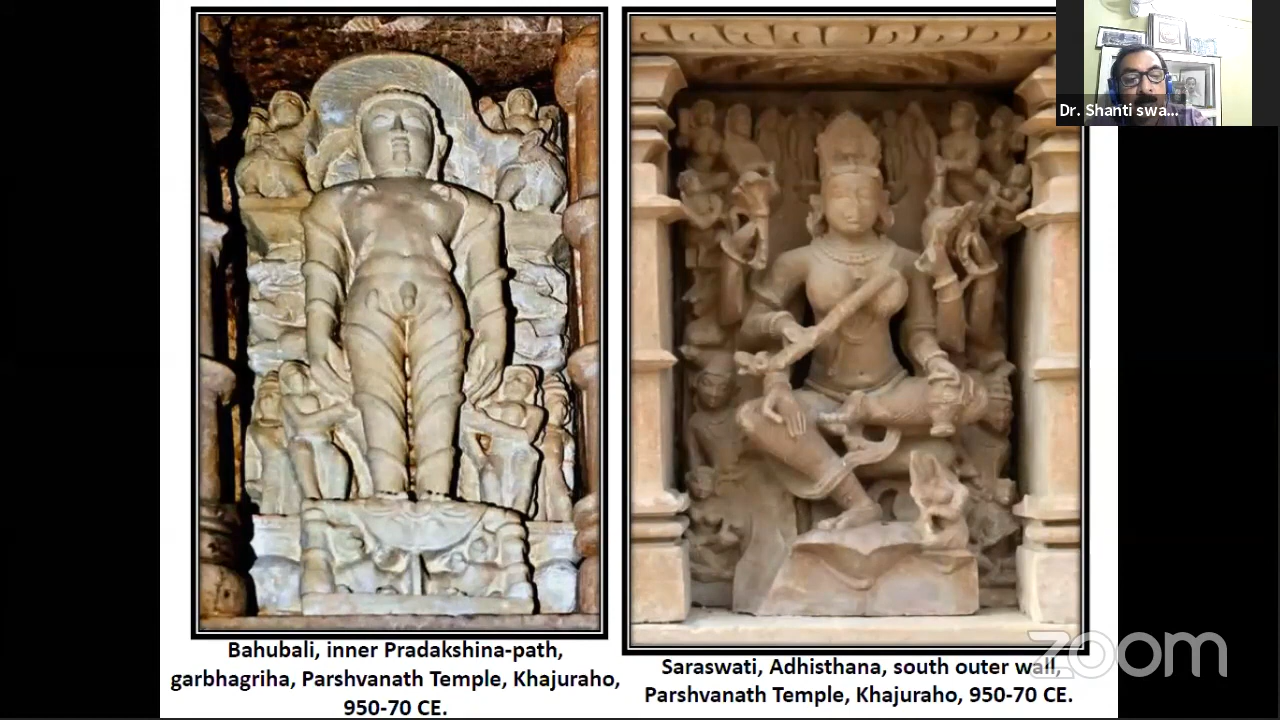 Dr. Shanti swa...
Bahubali, inner Pradakshina-path,
garbhagriha, Parshvanath Temple, Khajuraho,
950-70 CE.
Saraswati, Adhisthana, south outer wall,
Parshvanath Temple, Khajuraho, 950-70 CE.
zoom